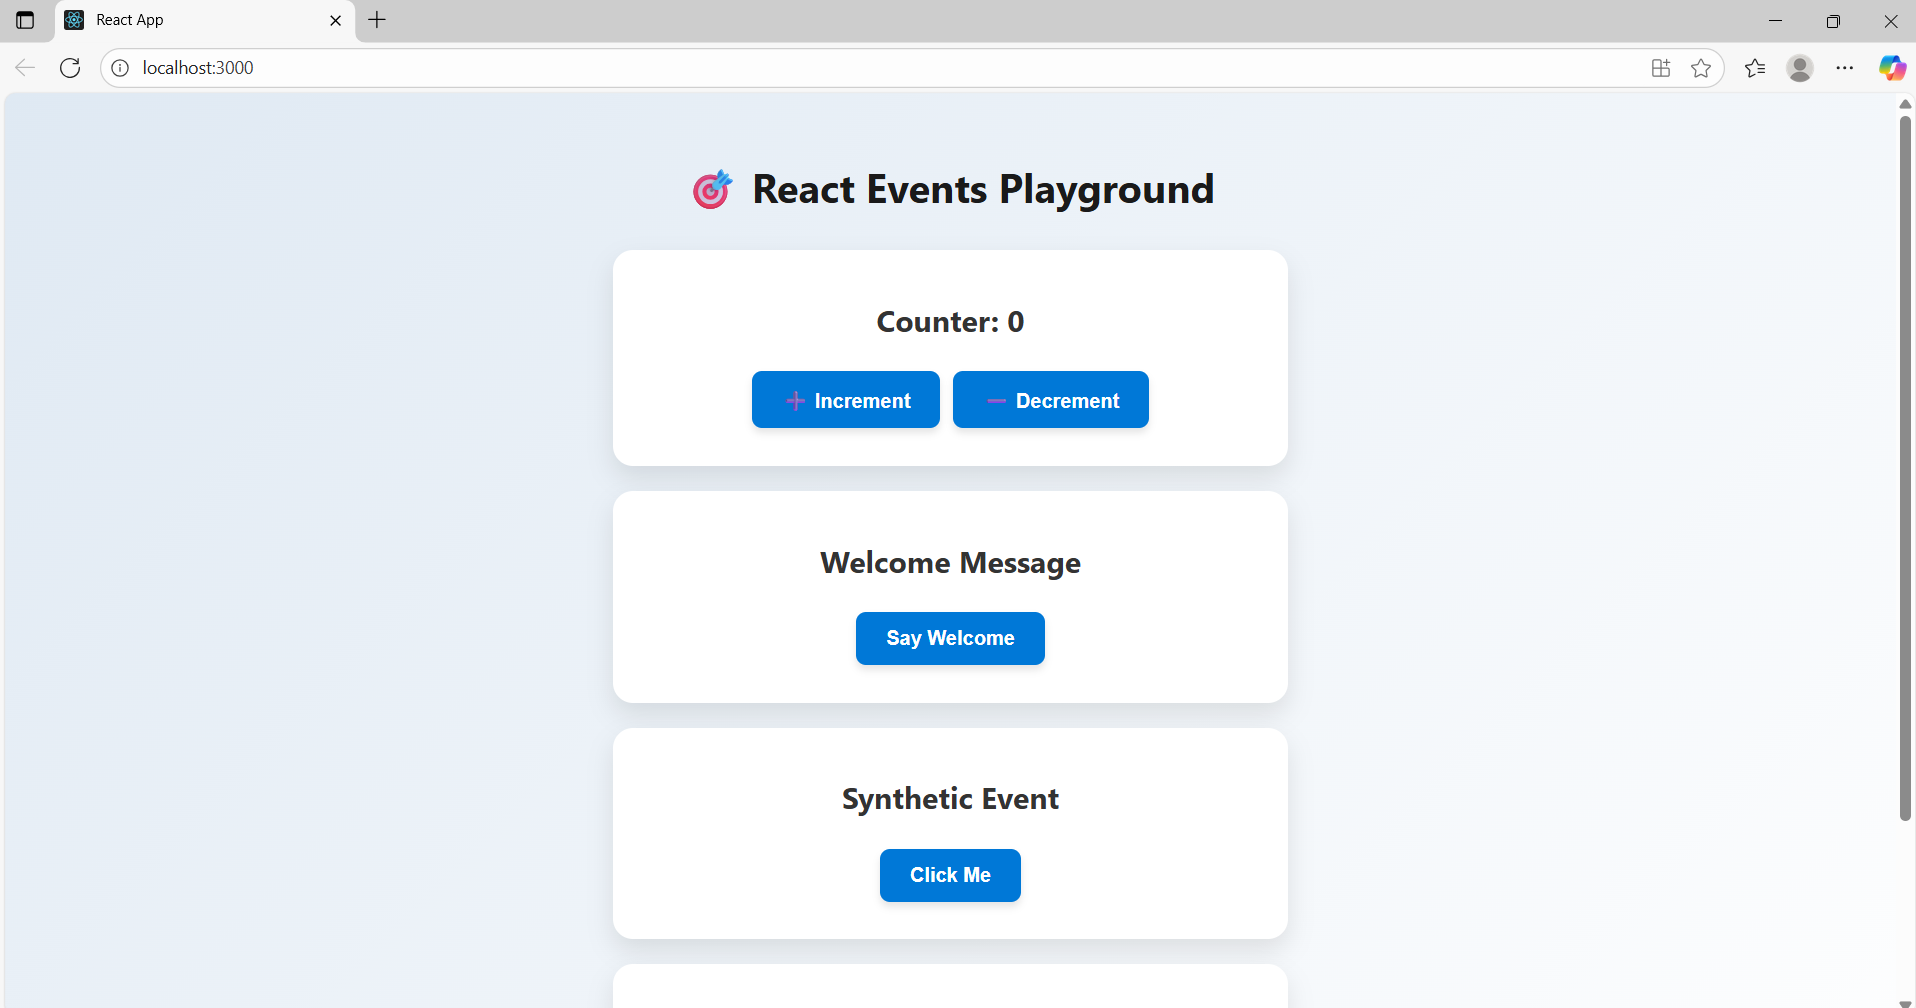 React App
localhost:3000
🎯 React Events Playground
Counter: 0
➕ Increment
➖ Decrement
Welcome Message
Say Welcome
Synthetic Event
Click Me